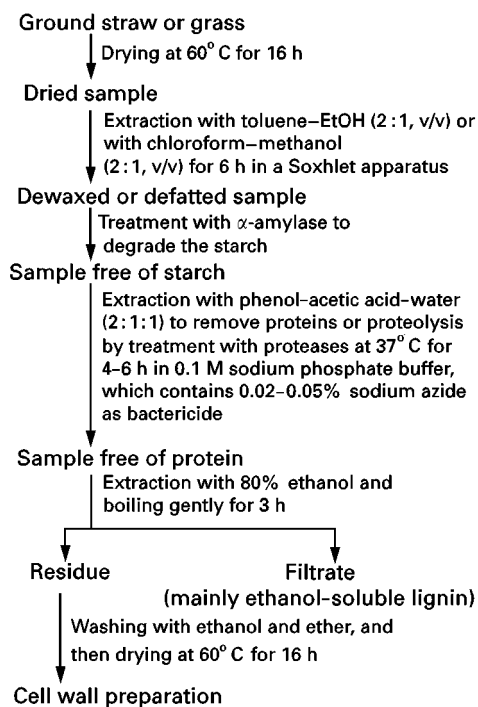 Ground straw or grass
Drying at 60° C for 16 h
Dried sample
Extraction with toluene–EtOH (2 : 1, v/v) or
with chloroform–methanol
(2 : 1, v/v) for 6 h in a Soxhlet apparatus
Dewaxed or defatted sample
Treatment with α-amylase to
degrade the starch
Sample free of starch
Extraction with phenol–acetic acid–water
(2 : 1 : 1) to remove proteins or proteolysis
by treatment with proteases at 37° C for
4–6 h in 0.1 M sodium phosphate buffer,
which contains 0.02–0.05% sodium azide
as bactericide
Sample free of protein
Extraction with 80% ethanol and
boiling gently for 3 h
Residue
Filtrate
(mainly ethanol-soluble lignin)
Washing with ethanol and ether, and
then drying at 60° C for 16 h
Cell wall preparation